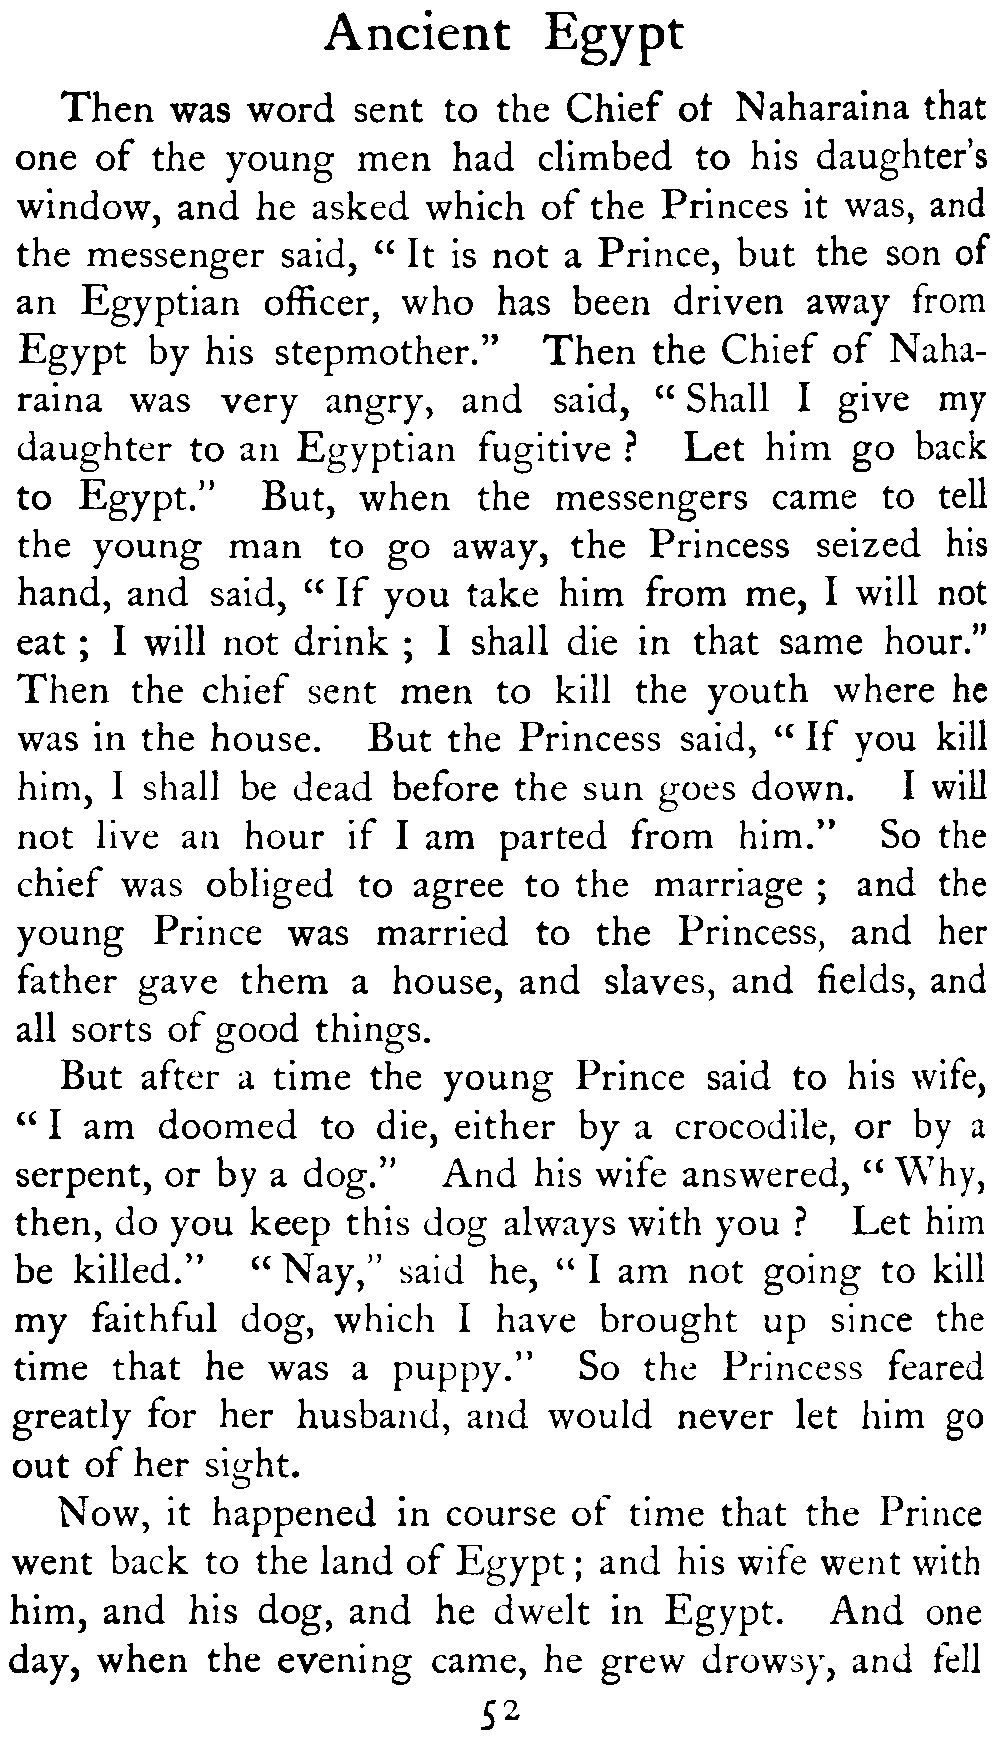 Ancient Egypt
Then was word sent to the Chief of Naharaina that
one of the young men had climbed to his daughter's
window, and he asked which of the Princes it was, and
the messenger said, “ It is not a Prince, but the son of
an Egyptian officer, who has been driven away from
Egypt by his stepmother.” Then the Chief of Naha-
raina was very angry, and said, “ Shall I give my
daughter to an Egyptian fugitive ? Let him go back
to Egypt.” But, when the messengers came to tell
the young man to go away, the Princess seized his
hand, and said, “ If you take him from me, I will not
eat ; I will not drink ; I shall die in that same hour.”
Then the chief sent men to kill the youth where he
was in the house. But the Princess said, “ If you kill
him, I shall be dead before the sun goes down. I will
not live an hour if I am parted from him.” So the
chief was obliged to agree to the marriage ; and the
young Prince was married to the Princess, and her
father gave them a house, and slaves, and fields, and
all sorts of good things.
But after a time the young Prince said to his wife,
“ I am doomed to die, either by a crocodile, or by a
serpent, or by a dog.” And his wife answered, “ Why,
then, do you keep this dog always with you ? Let him
be killed.” “ Nay,” said he, “ I am not going to kill
my faithful dog, which I have brought up since the
time that he was a puppy.” So the Princess feared
greatly for her husband, and would never let him go
out of her sight.
Now, it happened in course of time that the Prince
went back to the land of Egypt ; and his wife went with
him, and his dog, and he dwelt in Egypt. And one
day, when the evening came, he grew drowsy, and fell
52